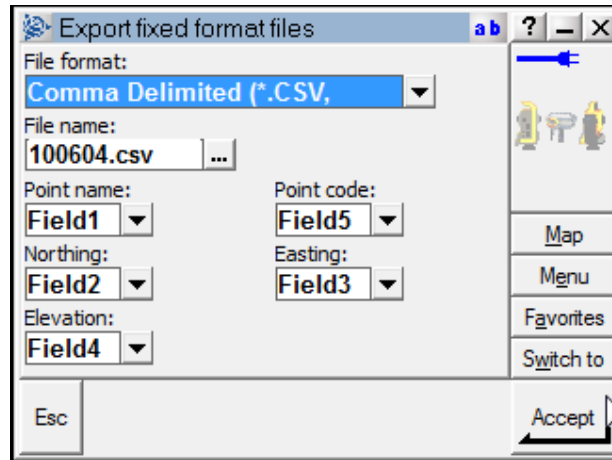 Export fixed format files ab ?
File format:
Comma Delimited (*.CSV,
File name:
100604.csv ...
Point name: Point code:
Field1 Field5
Northing: Easting:
Field2 Field3
Elevation:
Field4
Map
Menu
Favorites
Switch to
Esc Accept